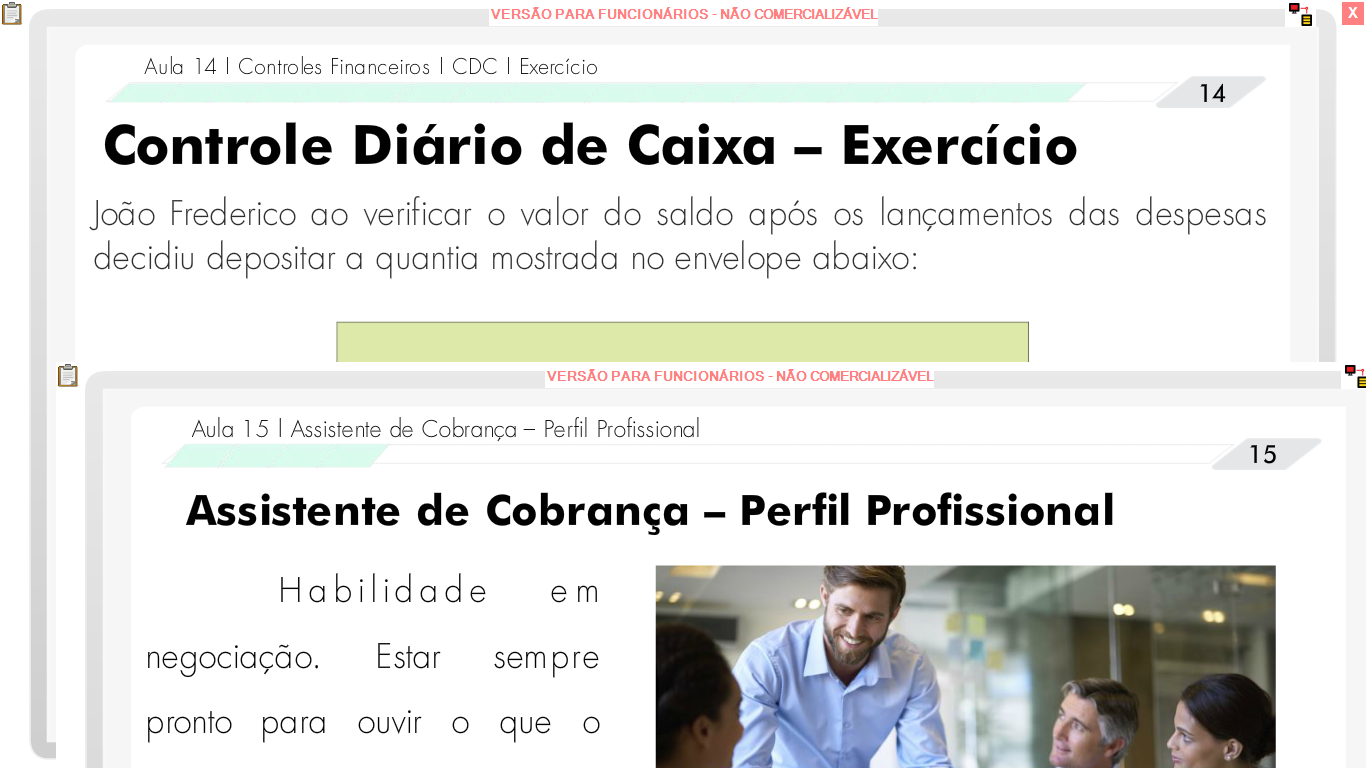 VERSÃO PARA FUNCIONÁRIOS - NÃO COMERCIALIZÁVEL
X
Aula 14 | Controles Financeiros | CDC | Exercício
14
Controle Diário de Caixa – Exercício
João Frederico ao verificar o valor do saldo após os lançamentos das despesas
decidiu depositar a quantia mostrada no envelope abaixo:
VERSÃO PARA FUNCIONÁRIOS - NÃO COMERCIALIZÁVEL
Aula 15 | Assistente de Cobrança – Perfil Profissional
15
Assistente de Cobrança – Perfil Profissional
Habilidade em
negociação. Estar sempre
pronto para ouvir o que o